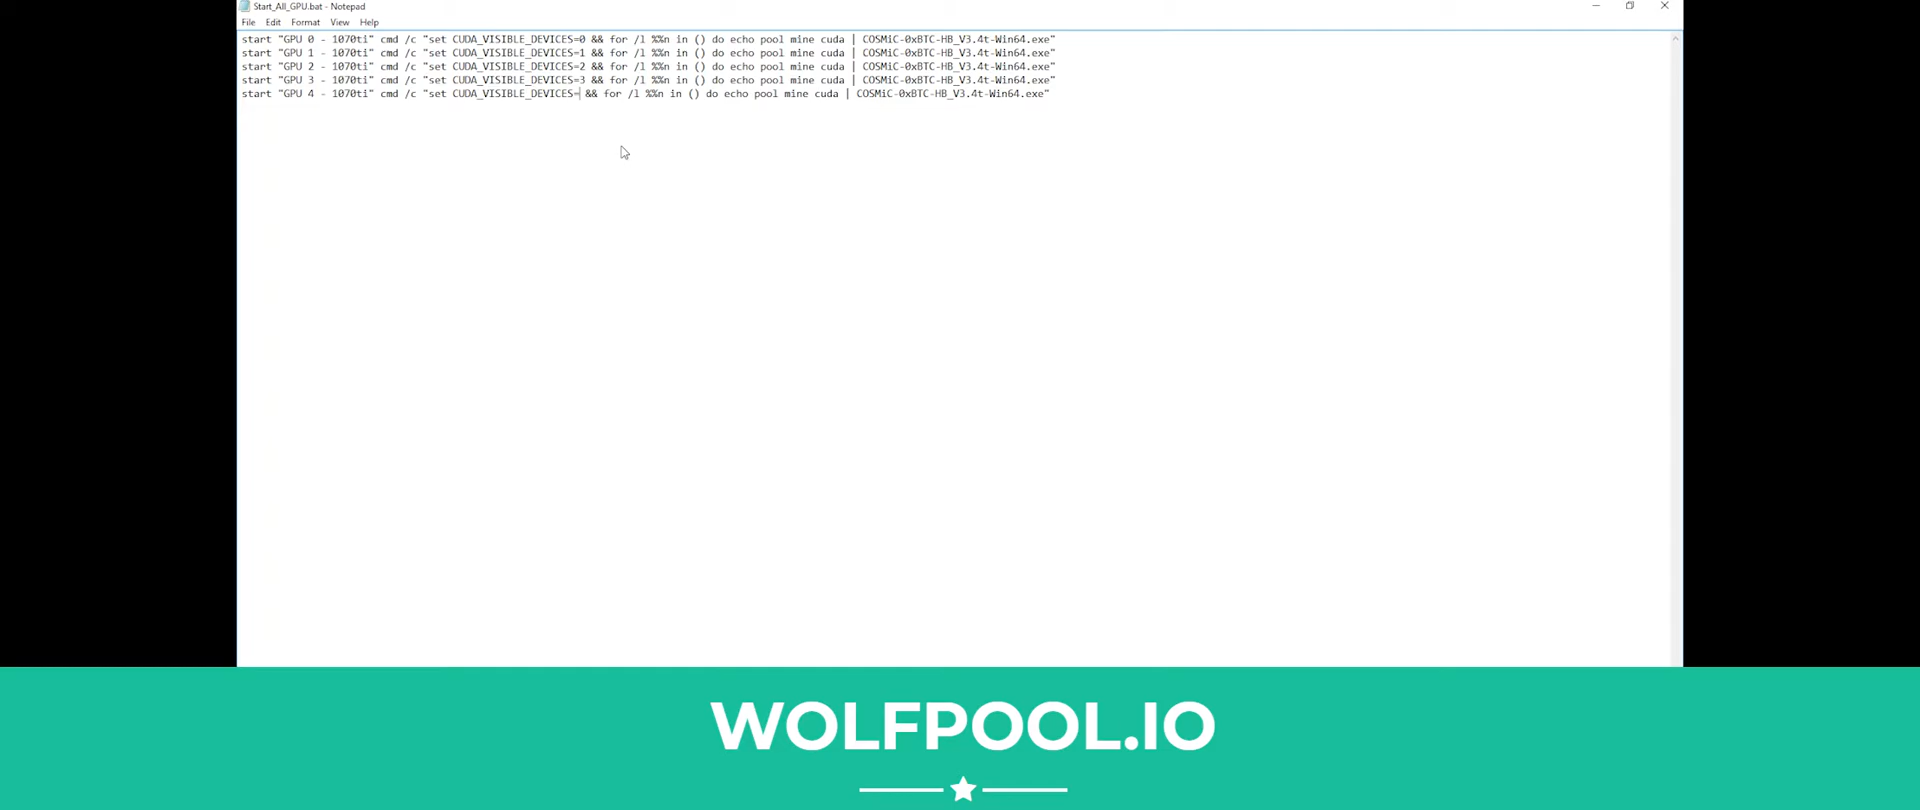 Start_All_GPU.bat - Notepad
File Edit Format View Help
start "GPU 0 - 1070ti" cmd /c "set CUDA_VISIBLE_DEVICES=0 && for /l %%n in () do echo pool mine cuda | COSMiC-0xBTC-HB_V3.4t-Win64.exe"
start "GPU 1 - 1070ti" cmd /c "set CUDA_VISIBLE_DEVICES=1 && for /l %%n in () do echo pool mine cuda | COSMiC-0xBTC-HB_V3.4t-Win64.exe"
start "GPU 2 - 1070ti" cmd /c "set CUDA_VISIBLE_DEVICES=2 && for /l %%n in () do echo pool mine cuda | COSMiC-0xBTC-HB_V3.4t-Win64.exe"
start "GPU 3 - 1070ti" cmd /c "set CUDA_VISIBLE_DEVICES=3 && for /l %%n in () do echo pool mine cuda | COSMiC-0xBTC-HB_V3.4t-Win64.exe"
start "GPU 4 - 1070ti" cmd /c "set CUDA_VISIBLE_DEVICES= && for /l %%n in () do echo pool mine cuda | COSMiC-0xBTC-HB_V3.4t-Win64.exe"
WOLFPOOL.IO